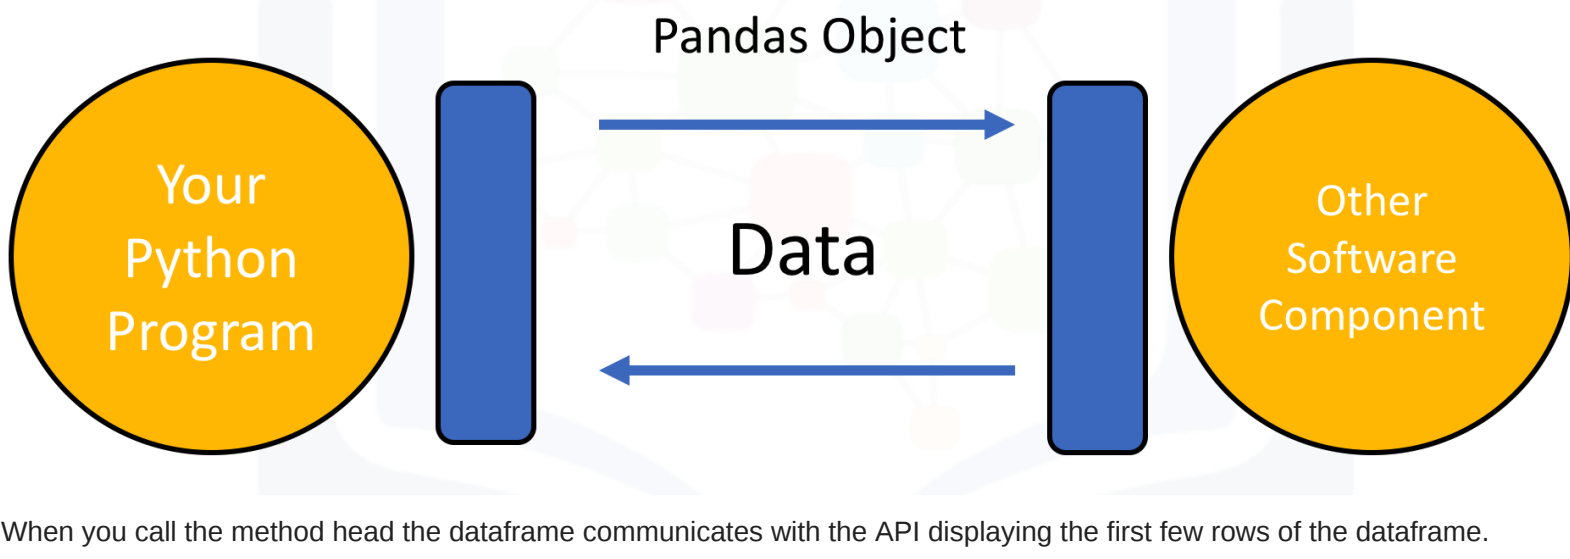 Pandas Object
Your
Python
Program
Data
Other
Software
Component
When you call the method head the dataframe communicates with the API displaying the first few rows of the dataframe.